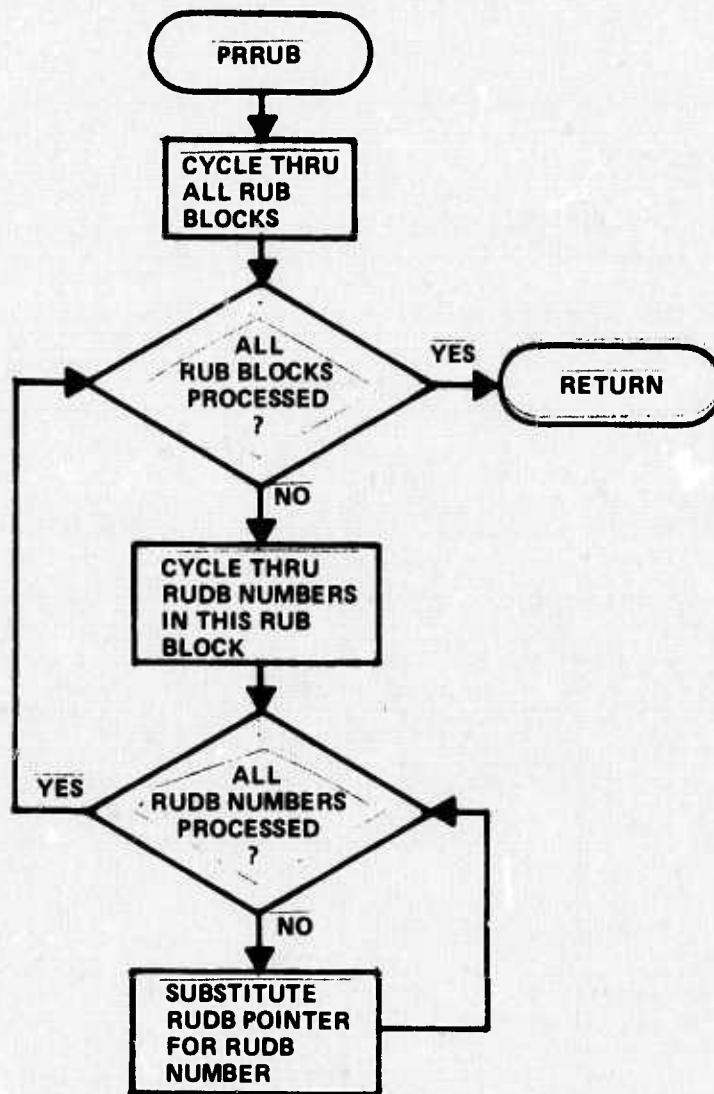 PRRUB
CYCLE THRU
ALL RUB
BLOCKS
ALL
RUB BLOCKS
PROCESSED
?
YES
RETURN
NO
CYCLE THRU
RUDB NUMBERS
IN THIS RUB
BLOCK
YES
ALL
RUDB NUMBERS
PROCESSED
?
NO
SUBSTITUTE
RUDB POINTER
FOR RUDB
NUMBER